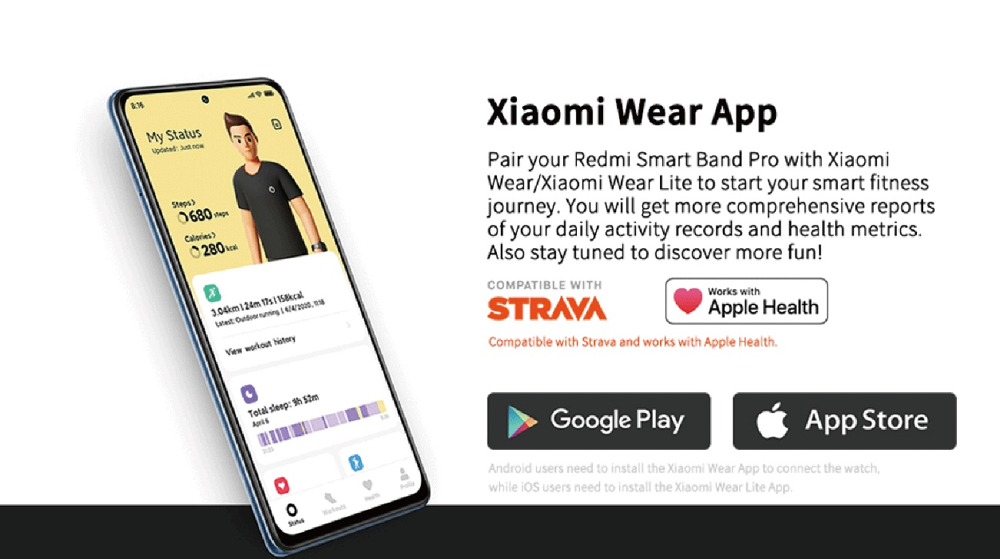 8:16
My Status
Updated: Just now
Steps>
680 steps
Calories>
280 kcal
3.04km | 24m 17s | 158kcal
Latest: Outdoor running | 4/4/2020, 11:18
View workout history
Total sleep: 9h 52m
April 6
Status
Workouts
Health
Profile
Xiaomi Wear App
Pair your Redmi Smart Band Pro with Xiaomi
Wear/Xiaomi Wear Lite to start your smart fitness
journey. You will get more comprehensive reports
of your daily activity records and health metrics.
Also stay tuned to discover more fun!
COMPATIBLE WITH
STRAVA
Works with
Apple Health
Compatible with Strava and works with Apple Health.
Google Play
App Store
Android users need to install the Xiaomi Wear App to connect the watch,
while iOS users need to install the Xiaomi Wear Lite App.